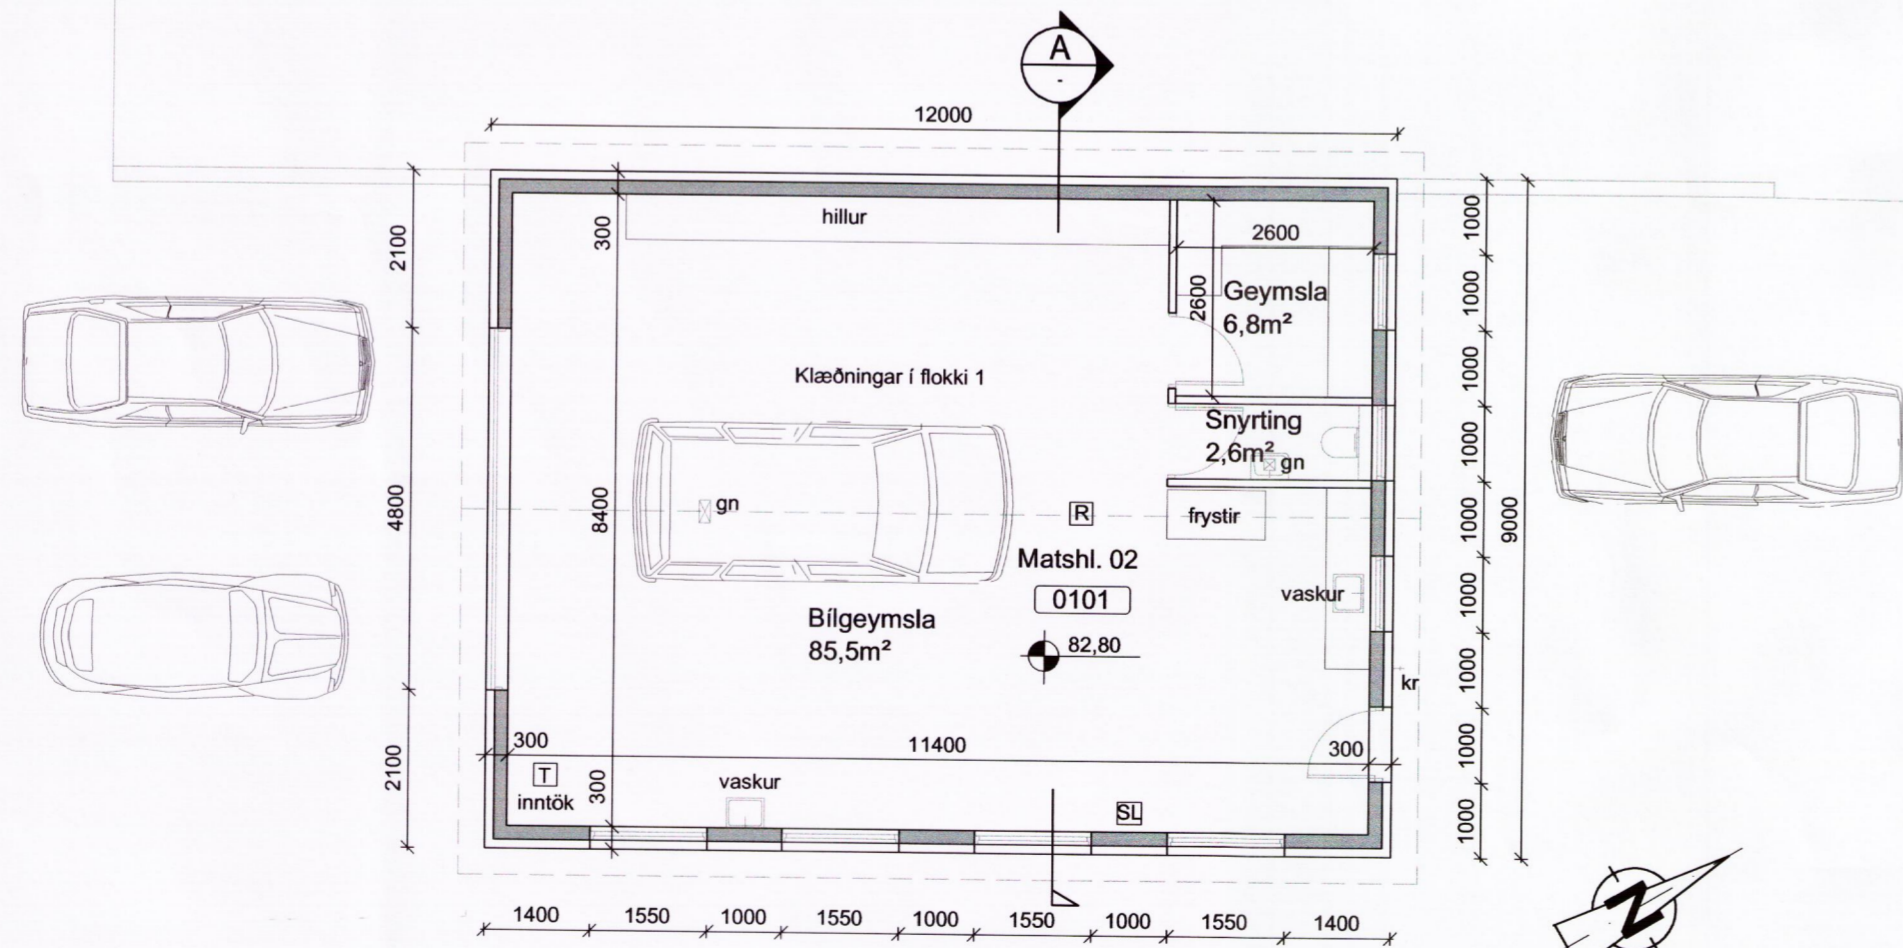 A
-
12000
2100
300
hillur
2600
1000
2600
Geymsla
6,8m²
1000
Klæðningar í flokki 1
1000
Snyrting
2,6m²
gn
1000
4800
8400
gn
R
frystir
1000
9000
Matshl. 02
0101
vaskur
1000
Bílgeymsla
85,5m²
82,80
1000
kr
2100
300
11400
300
1000
T
inntök
300
vaskur
SL
1000
N
1400
1550
1000
1550
1000
1550
1000
1550
1400